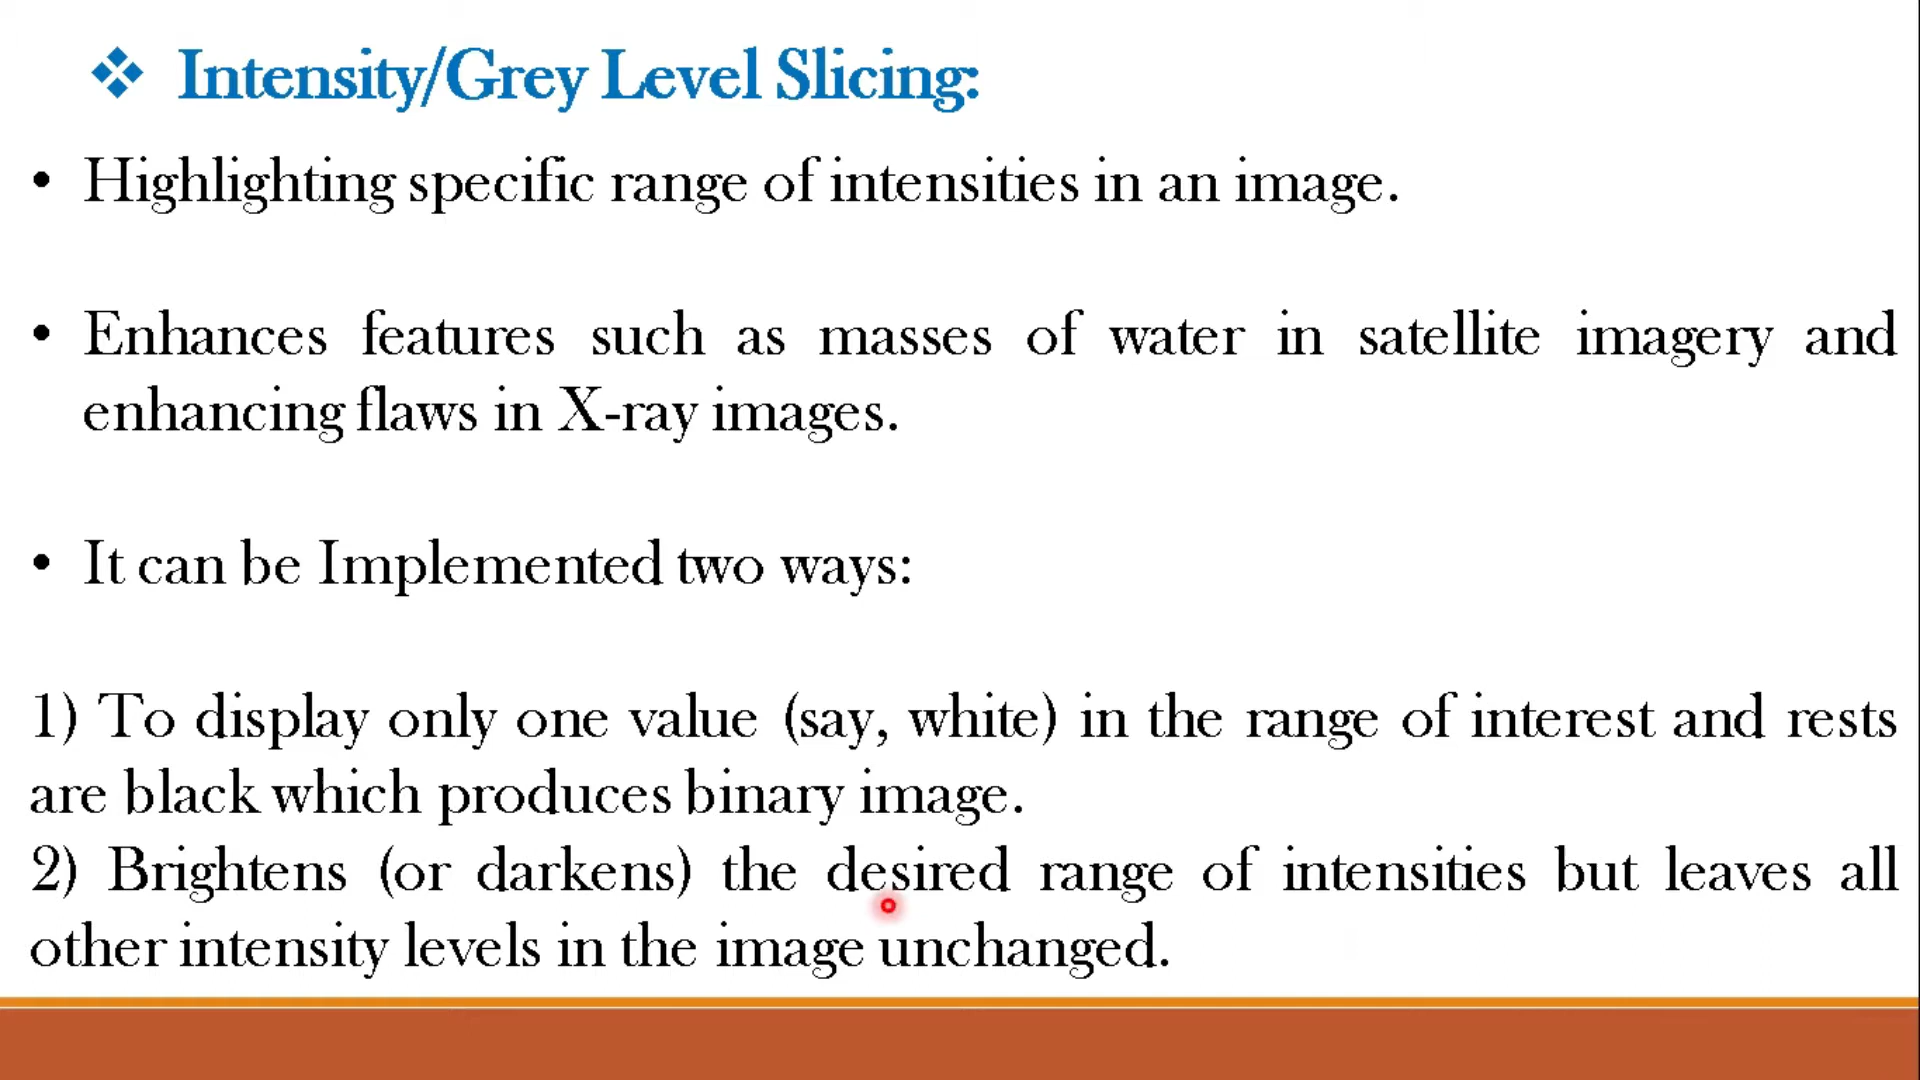 ❖ Intensity/Grey Level Slicing:
• Highlighting specific range of intensities in an image.
• Enhances features such as masses of water in satellite imagery and
enhancing flaws in X-ray images.
• It can be Implemented two ways:
1) To display only one value (say, white) in the range of interest and rests
are black which produces binary image.
2) Brightens (or darkens) the desired range of intensities but leaves all
other intensity levels in the image unchanged.